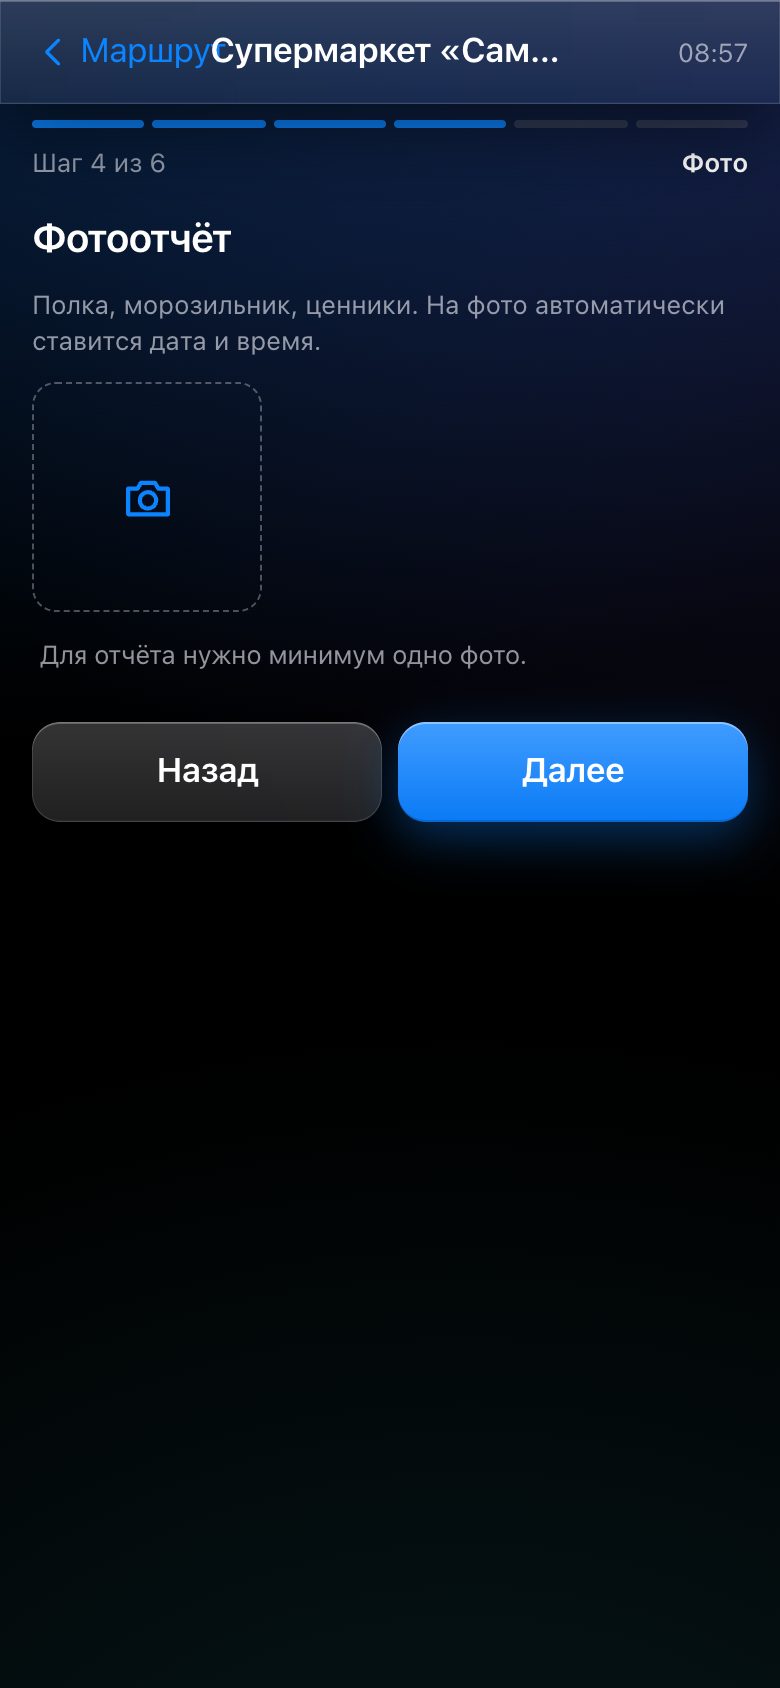 Маршрут
Супермаркет «Сам...
08:57
Шаг 4 из 6
Фото
Фотоотчёт
Полка, морозильник, ценники. На фото автоматически
ставится дата и время.
Для отчёта нужно минимум одно фото.
Назад
Далее